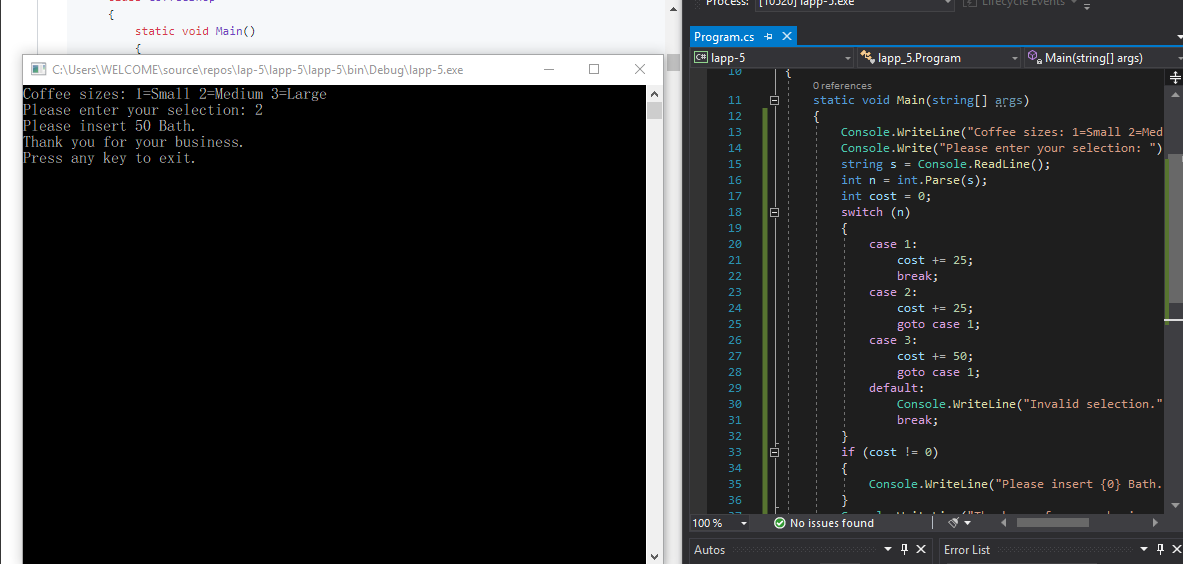 {
static void Main()
{
C:\Users\WELCOME\source\repos\lap-5\lapp-5\lapp-5\bin\Debug\lapp-5.exe
Coffee sizes: 1=Small 2=Medium 3=Large
Please enter your selection: 2
Please insert 50 Bath.
Thank you for your business.
Press any key to exit.
Process: [10520] lapp-5.exe Lifecycle Events
Program.cs
C# lapp-5 lapp_5.Program Main(string[] args)
10 {
0 references
11 static void Main(string[] args)
12 {
13 Console.WriteLine("Coffee sizes: 1=Small 2=Med
14 Console.Write("Please enter your selection: ")
15 string s = Console.ReadLine();
16 int n = int.Parse(s);
17 int cost = 0;
18 switch (n)
19 {
20 case 1:
21 cost += 25;
22 break;
23 case 2:
24 cost += 25;
25 goto case 1;
26 case 3:
27 cost += 50;
28 goto case 1;
29 default:
30 Console.WriteLine("Invalid selection."
31 break;
32 }
33 if (cost != 0)
34 {
35 Console.WriteLine("Please insert {0} Bath.
36 }
100 % No issues found
Autos
Error List